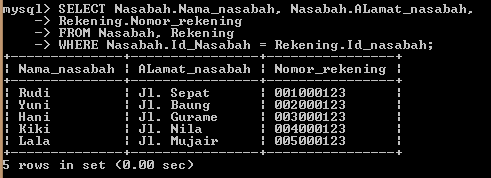 mysql> SELECT Nasabah.Nama_nasabah, Nasabah.ALamat_nasabah,
-> Rekening.Nomor_rekening
-> FROM Nasabah, Rekening
-> WHERE Nasabah.Id_Nasabah = Rekening.Id_nasabah;
+--------------+----------------+----------------+
| Nama_nasabah | ALamat_nasabah | Nomor_rekening |
+--------------+----------------+----------------+
| Rudi | Jl. Sepat | 001000123 |
| Yuni | Jl. Baung | 002000123 |
| Hani | Jl. Gurame | 003000123 |
| Kiki | Jl. Nila | 004000123 |
| Lala | Jl. Mujair | 005000123 |
+--------------+----------------+----------------+
5 rows in set (0.00 sec)